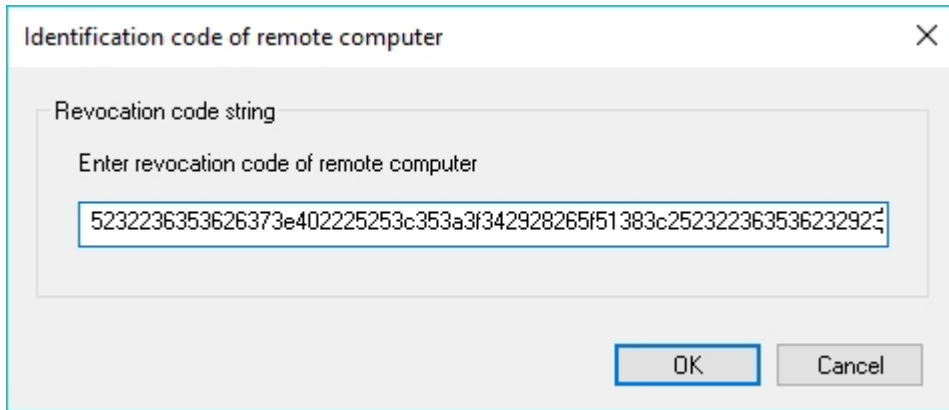 Identification code of remote computer
Revocation code string
Enter revocation code of remote computer
5232236353626373e402225253c353a3f342928265f51383c252322363536232923
OK
Cancel